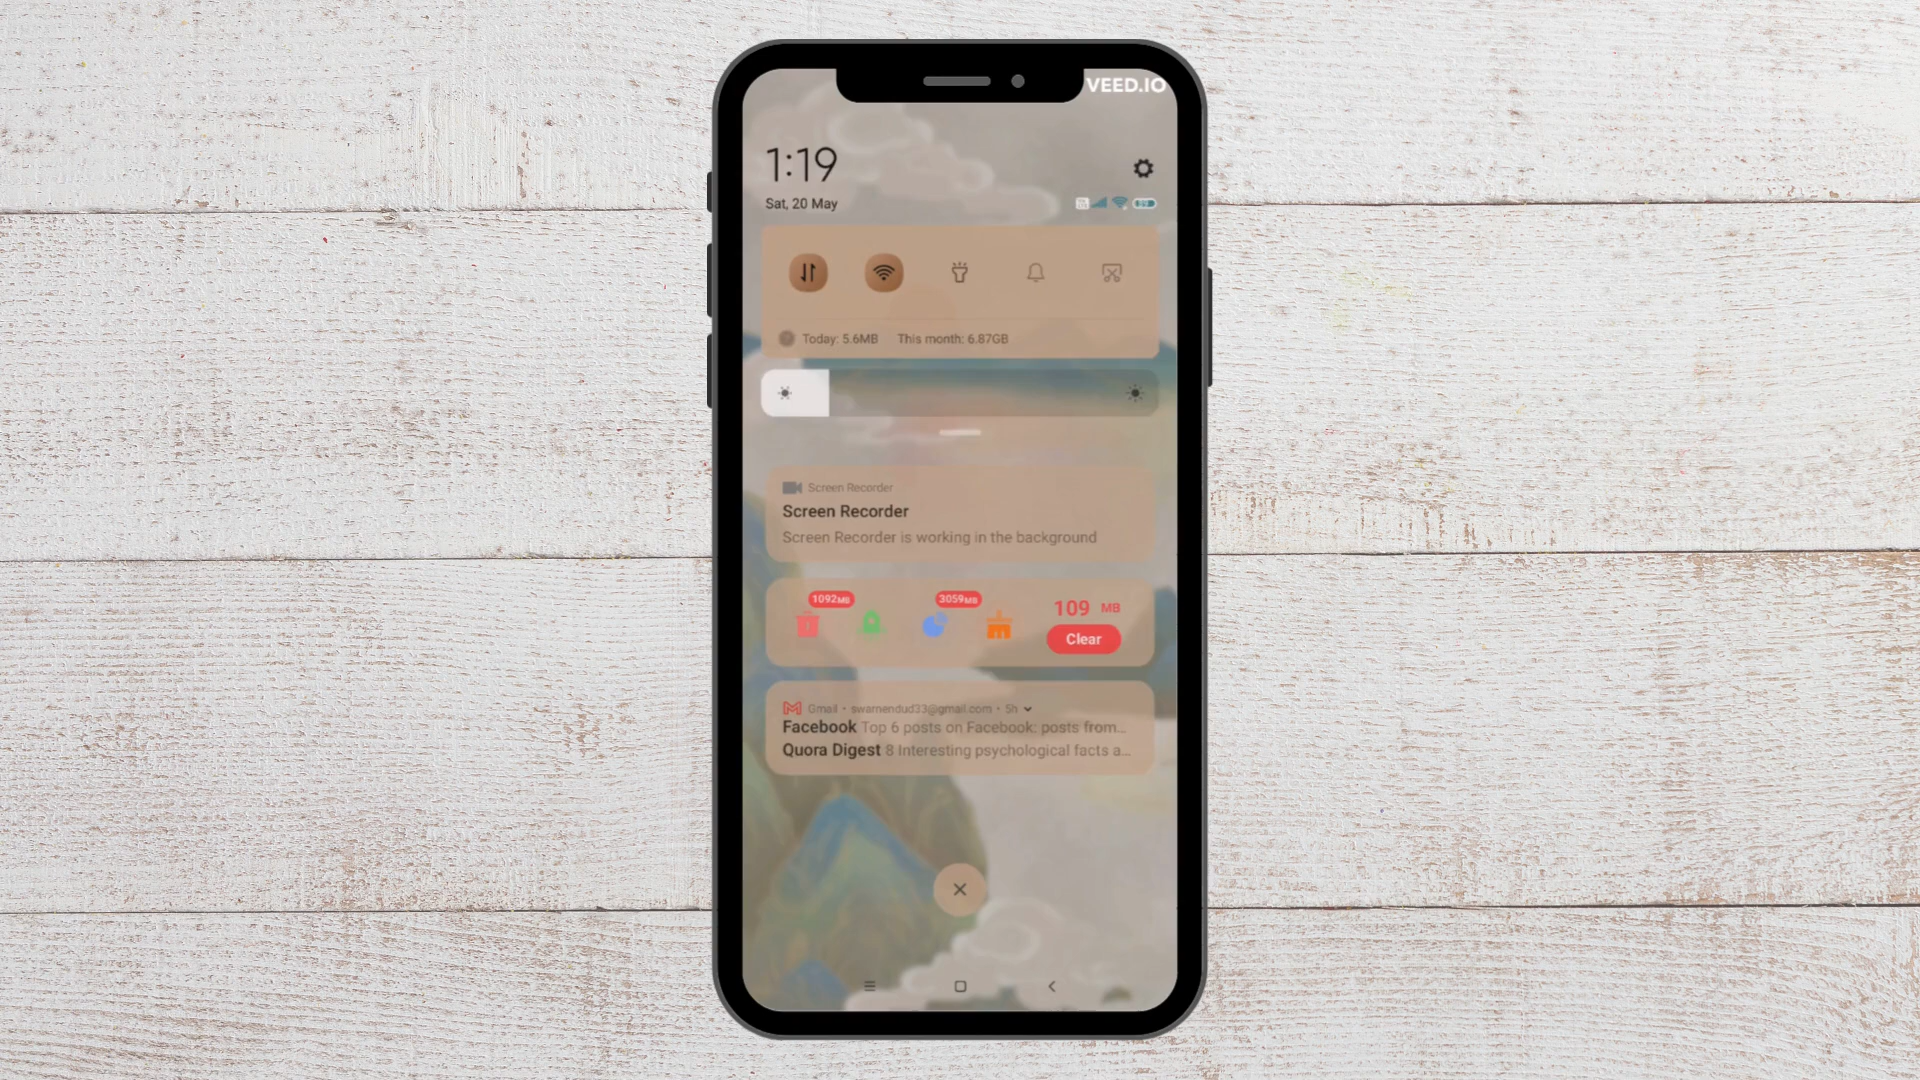 VEED.IO
1:19
Sat, 20 May
Today: 5.6MB This month: 6.87GB
Screen Recorder
Screen Recorder
Screen Recorder is working in the background
1092MB
3059MB
109 MB
Clear
Gmail • swarnendud33@gmail.com • 5h
Facebook Top 6 posts on Facebook: posts from...
Quora Digest 8 Interesting psychological facts a...